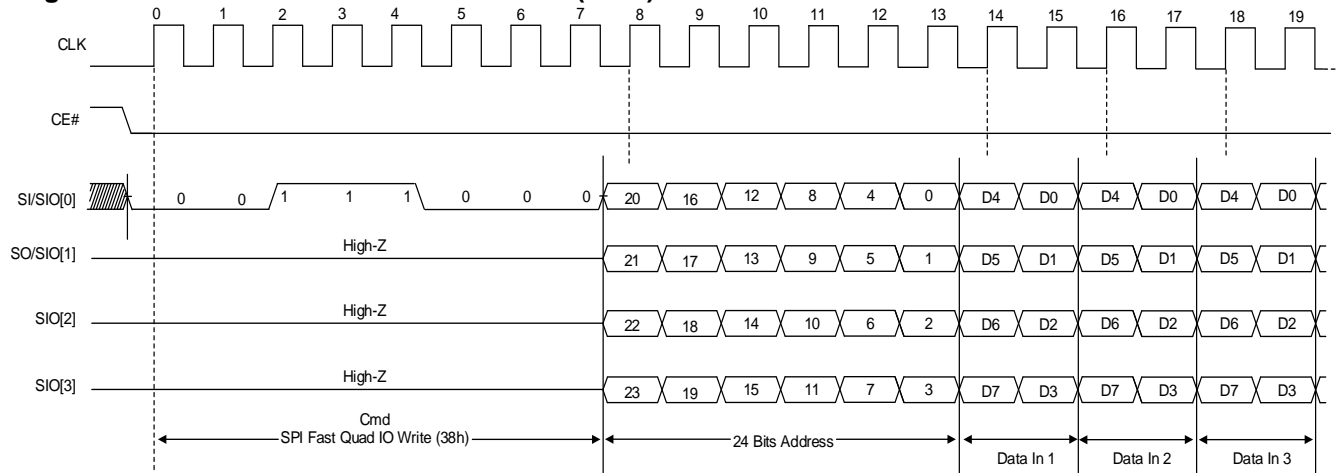 0 1 2 3 4 5 6 7 8 9 10 11 12 13 14 15 16 17 18 19
CLK
CE#
SI/SIO[0] 0 0 1 1 1 0 0 0 20 16 12 8 4 0 D4 D0 D4 D0 D4 D0
SO/SIO[1] High-Z 21 17 13 9 5 1 D5 D1 D5 D1 D5 D1
SIO[2] High-Z 22 18 14 10 6 2 D6 D2 D6 D2 D6 D2
SIO[3] High-Z 23 19 15 11 7 3 D7 D3 D7 D3 D7 D3
Cmd
SPI Fast Quad IO Write (38h) 24 Bits Address
Data In 1 Data In 2 Data In 3